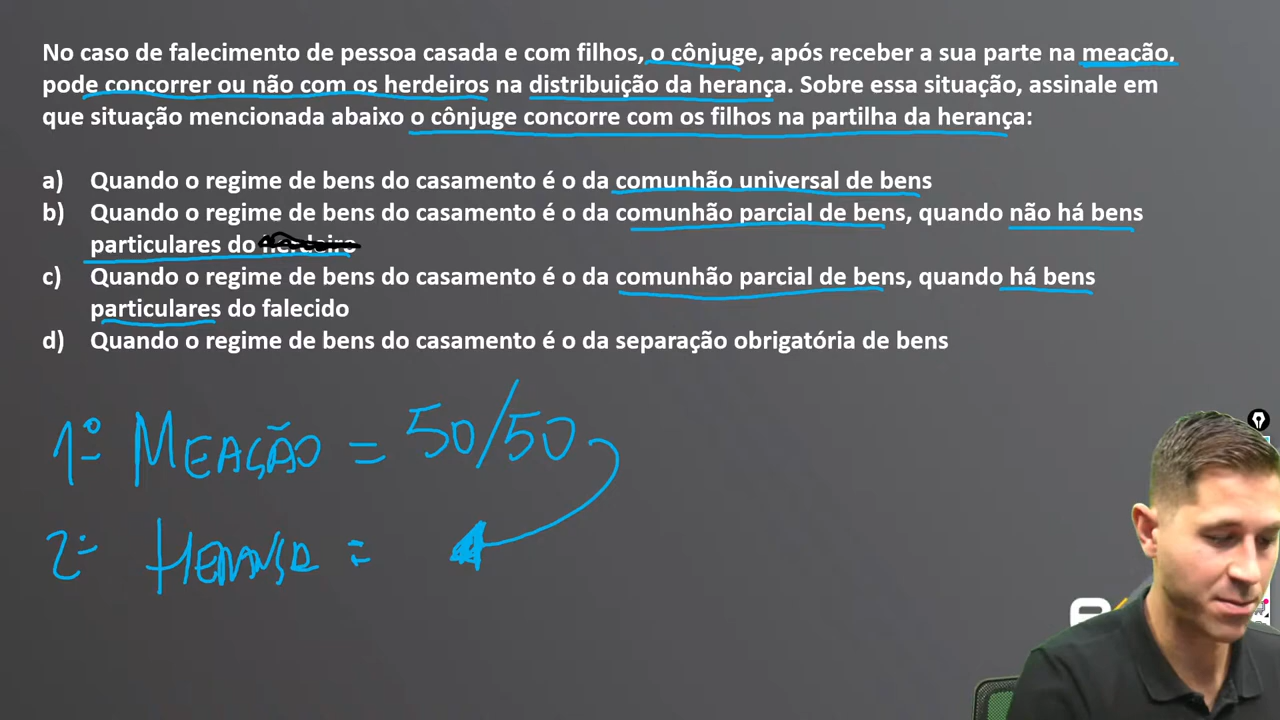 No caso de falecimento de pessoa casada e com filhos, o cônjuge, após receber a sua parte na meação,
pode concorrer ou não com os herdeiros na distribuição da herança. Sobre essa situação, assinale em
que situação mencionada abaixo o cônjuge concorre com os filhos na partilha da herança:
a) Quando o regime de bens do casamento é o da comunhão universal de bens
b) Quando o regime de bens do casamento é o da comunhão parcial de bens, quando não há bens
particulares do herdeiro
c) Quando o regime de bens do casamento é o da comunhão parcial de bens, quando há bens
particulares do falecido
d) Quando o regime de bens do casamento é o da separação obrigatória de bens
1º MEAÇÃO = 50/50
2º HERANÇA =